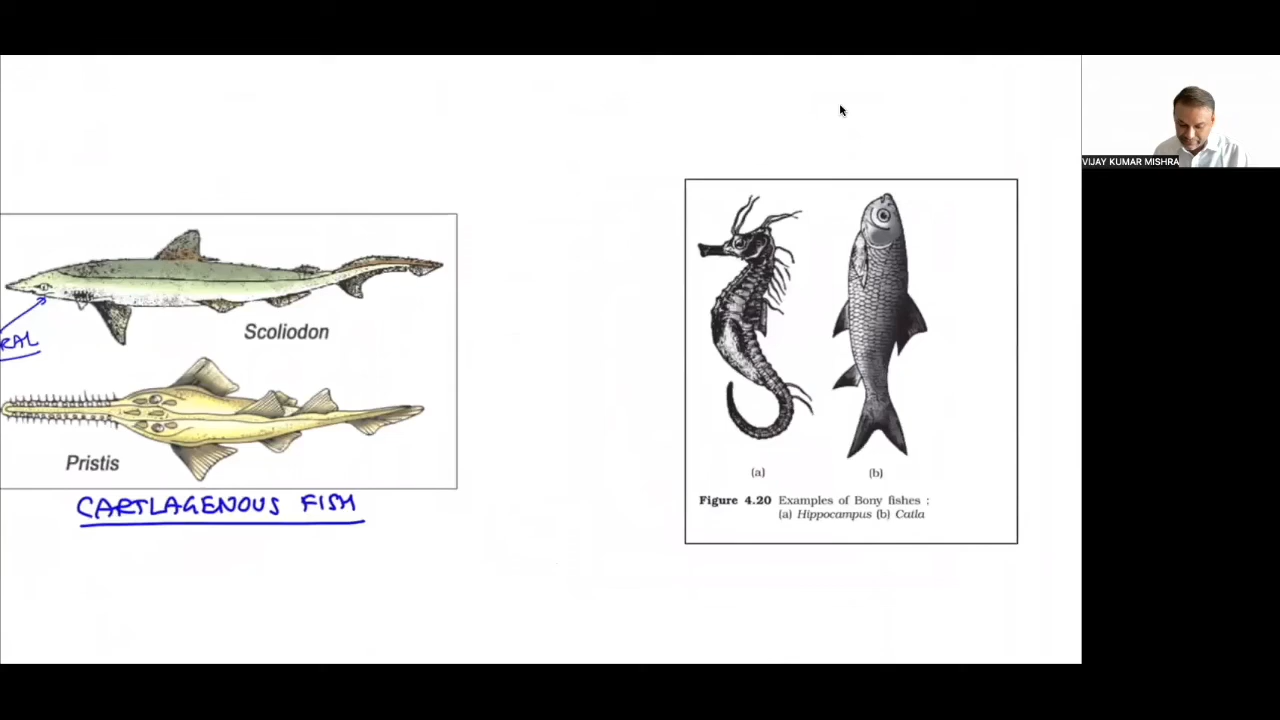 VIJAY KUMAR MISHRA
Scoliodon
RAL
Pristis
CARTLAGENOUS FISH
(a)
(b)
Figure 4.20 Examples of Bony fishes :
(a) Hippocampus (b) Catla